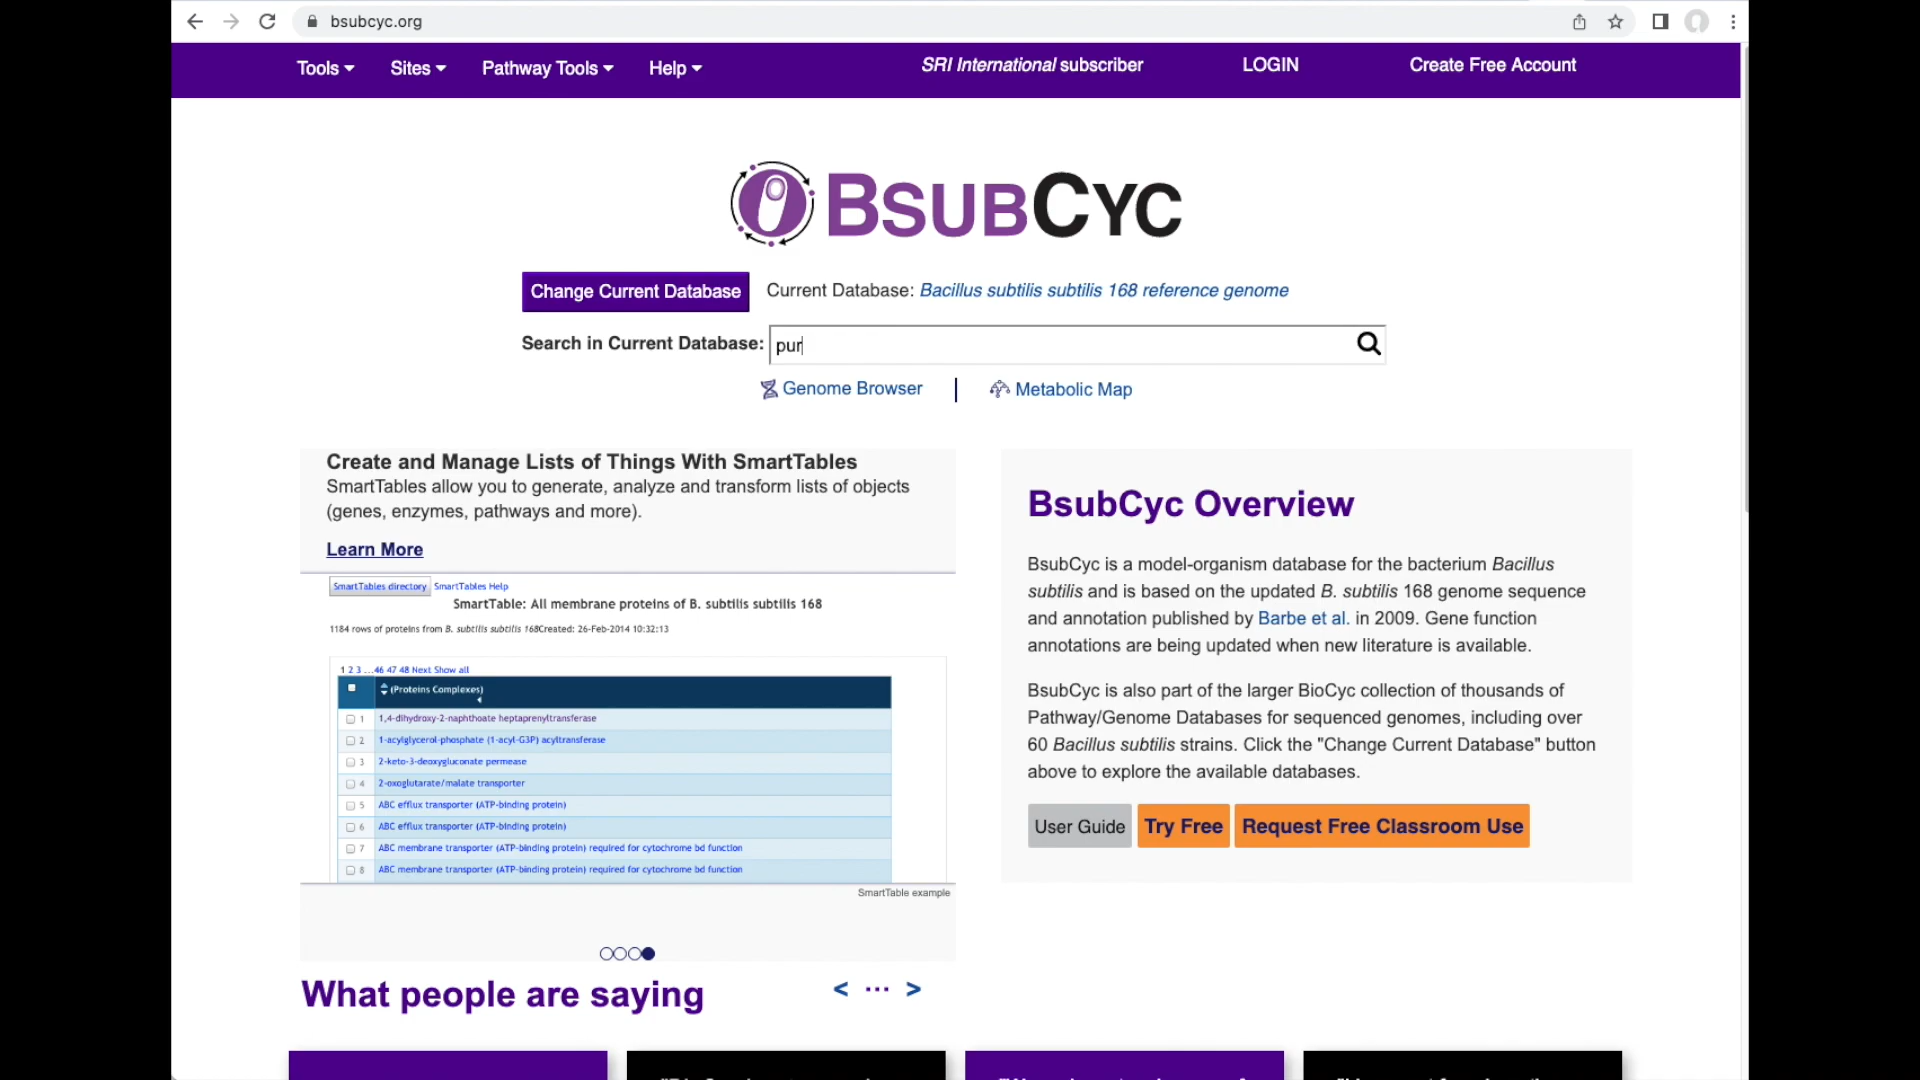 bsubcyc.org
Tools Sites Pathway Tools Help SRI International subscriber LOGIN Create Free Account
BSUBCYC
Change Current Database Current Database: Bacillus subtilis subtilis 168 reference genome
Search in Current Database: pur
Genome Browser | Metabolic Map
Create and Manage Lists of Things With SmartTables
SmartTables allow you to generate, analyze and transform lists of objects
(genes, enzymes, pathways and more).
Learn More
SmartTables directory SmartTables Help
SmartTable: All membrane proteins of B. subtilis subtilis 168
1184 rows of proteins from B. subtilis subtilis 168Created: 26-Feb-2014 10:32:13
1 2 3 ...46 47 48 Next Show all
(Proteins Complexes)
1 1,4-dihydroxy-2-naphthoate heptaprenyltransferase
2 1-acylglycerol-phosphate (1-acyl-G3P) acyltransferase
3 2-keto-3-deoxygluconate permease
4 2-oxoglutarate/malate transporter
5 ABC efflux transporter (ATP-binding protein)
6 ABC efflux transporter (ATP-binding protein)
7 ABC membrane transporter (ATP-binding protein) required for cytochrome bd function
8 ABC membrane transporter (ATP-binding protein) required for cytochrome bd function
SmartTable example
BsubCyc Overview
BsubCyc is a model-organism database for the bacterium Bacillus
subtilis and is based on the updated B. subtilis 168 genome sequence
and annotation published by Barbe et al. in 2009. Gene function
annotations are being updated when new literature is available.
BsubCyc is also part of the larger BioCyc collection of thousands of
Pathway/Genome Databases for sequenced genomes, including over
60 Bacillus subtilis strains. Click the "Change Current Database" button
above to explore the available databases.
User Guide Try Free Request Free Classroom Use
What people are saying < ... >